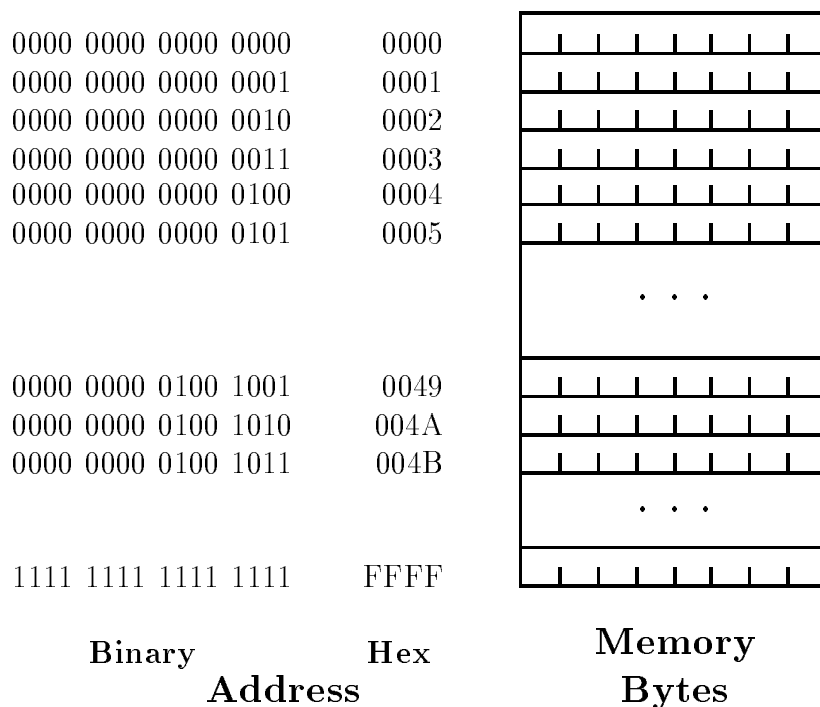 0000 0000 0000 0000 0000
0000 0000 0000 0001 0001
0000 0000 0000 0010 0002
0000 0000 0000 0011 0003
0000 0000 0000 0100 0004
0000 0000 0000 0101 0005
. . .
0000 0000 0100 1001 0049
0000 0000 0100 1010 004A
0000 0000 0100 1011 004B
. . .
1111 1111 1111 1111 FFFF
Binary Hex Memory
Address Bytes